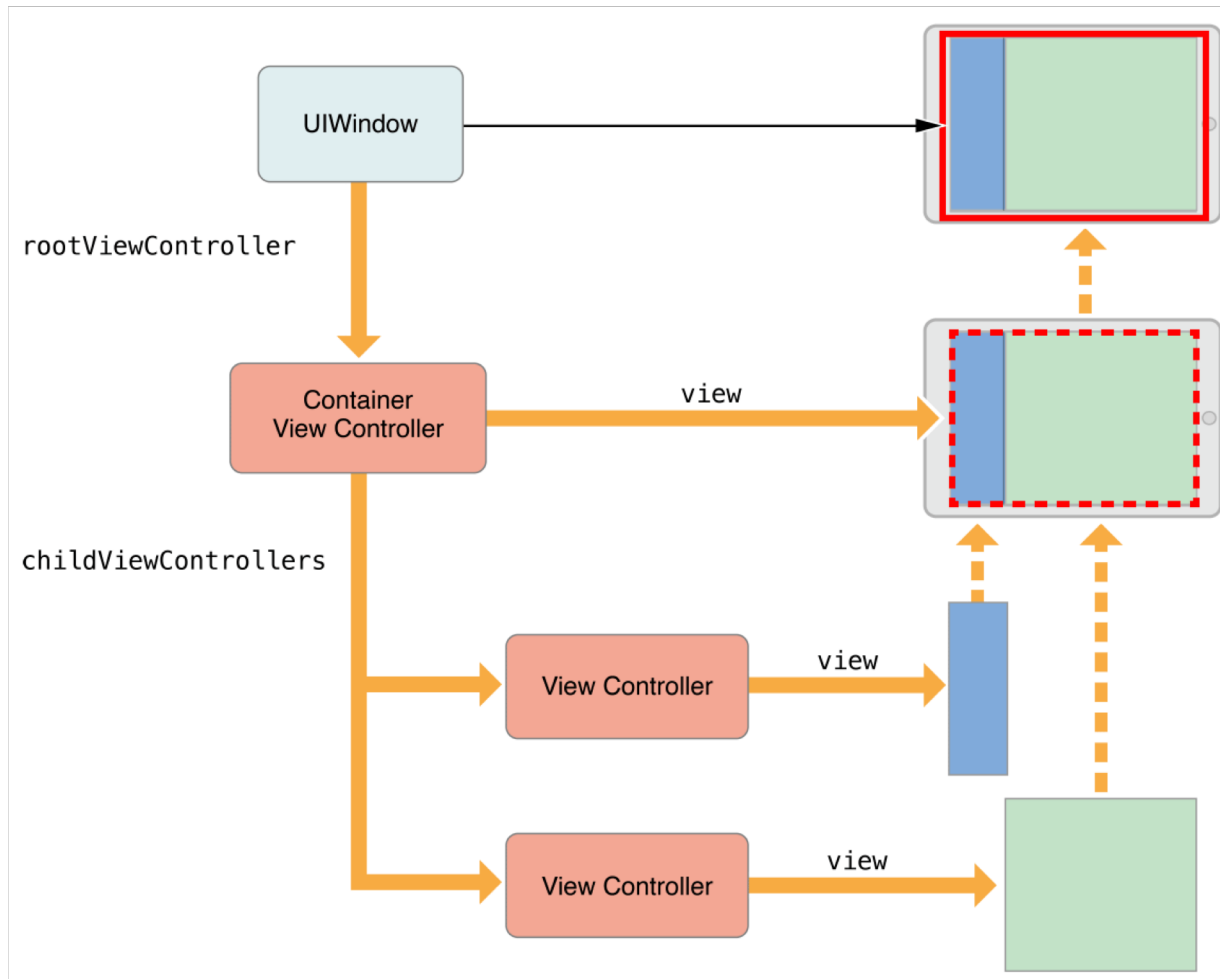 UIWindow
rootViewController
Container
View Controller
view
childViewControllers
View Controller
view
View Controller
view